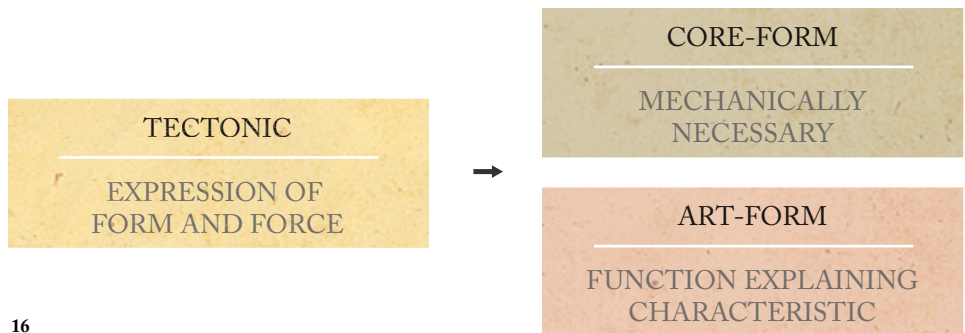 TECTONIC
EXPRESSION OF
FORM AND FORCE
CORE-FORM
MECHANICALLY
NECESSARY
ART-FORM
FUNCTION EXPLAINING
CHARACTERISTIC
16